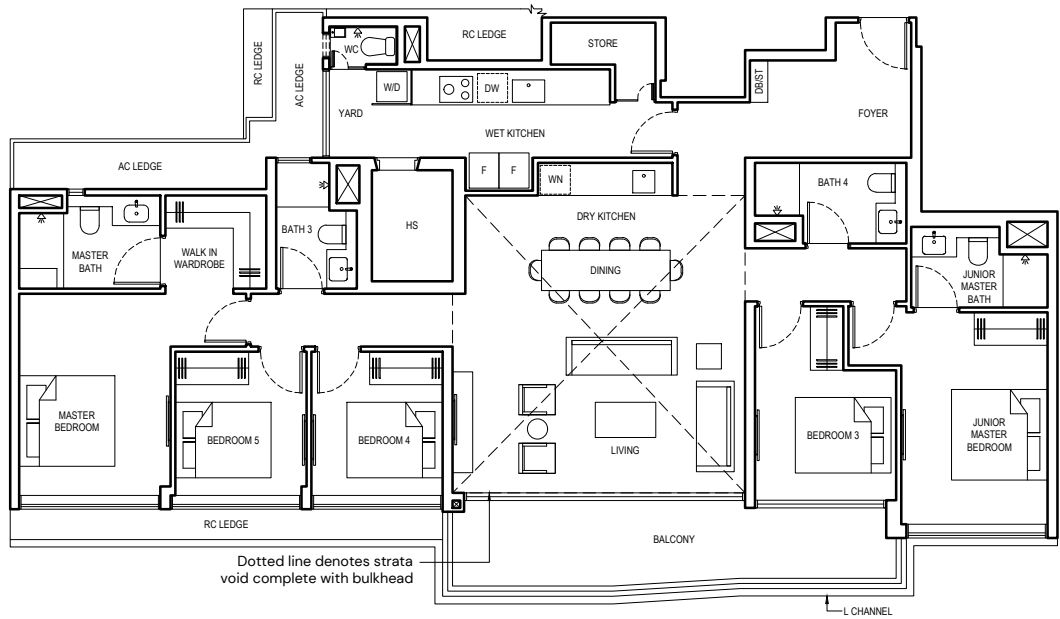 RC LEDGE
STORE
WC
RC LEDGE
AC LEDGE
W/D
DW
DB/ST
YARD
FOYER
WET KITCHEN
AC LEDGE
F
F
WN
BATH 4
HS
DRY KITCHEN
BATH 3
MASTER
BATH
WALK IN
WARDROBE
DINING
JUNIOR
MASTER
BATH
MASTER
BEDROOM
BEDROOM 5
BEDROOM 4
LIVING
BEDROOM 3
JUNIOR
MASTER
BEDROOM
RC LEDGE
BALCONY
Dotted line denotes strata
void complete with bulkhead
L CHANNEL